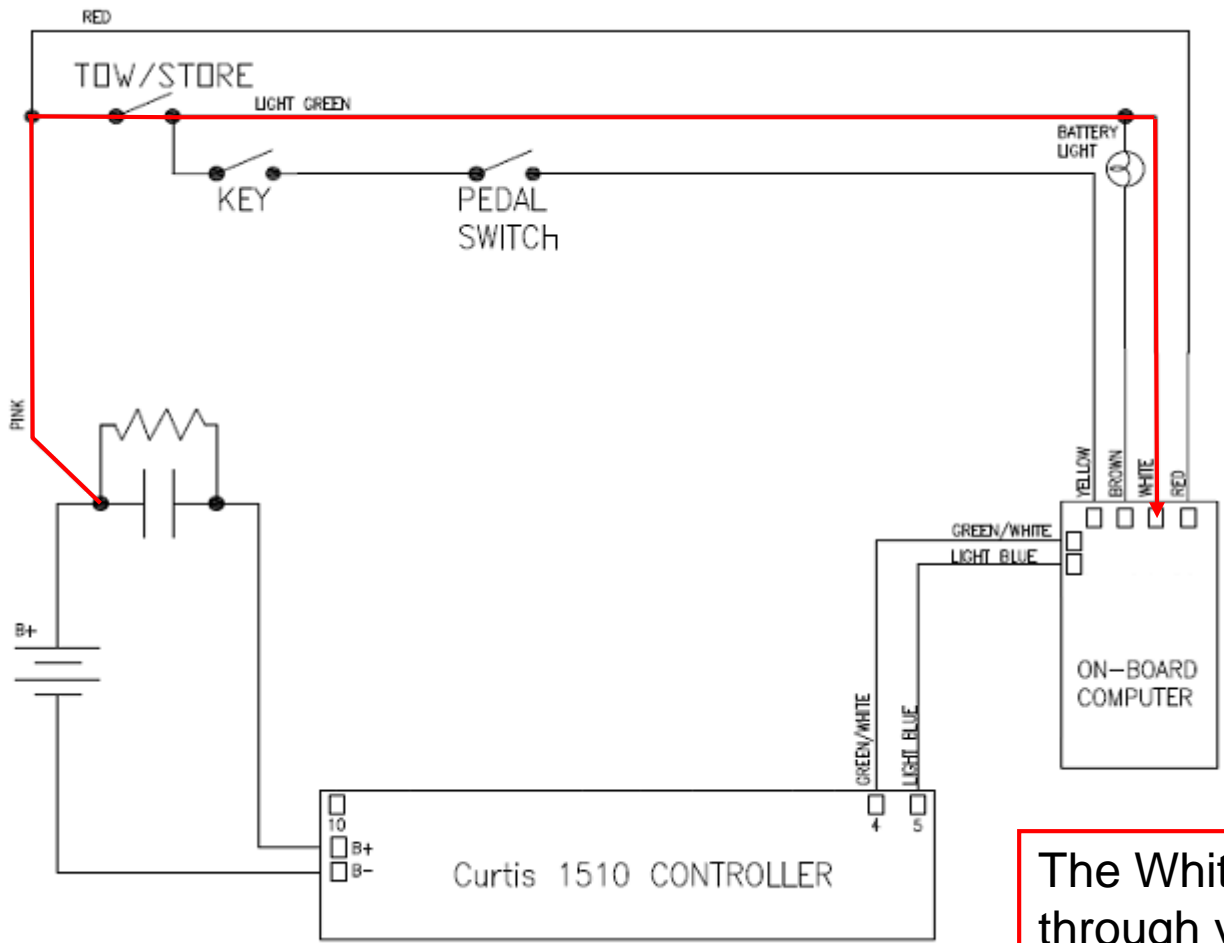 RED
TOW/STORE
LIGHT GREEN
BATTERY
LIGHT
KEY
PEDAL
SWITCh
PINK
YELLOW
BROWN
WHITE
RED
GREEN/WHITE
LIGHT BLUE
B+
ON-BOARD
COMPUTER
GREEN/WHITE
LIGHT BLUE
10
4
5
B+
B-
Curtis 1510 CONTROLLER
The Whit
through